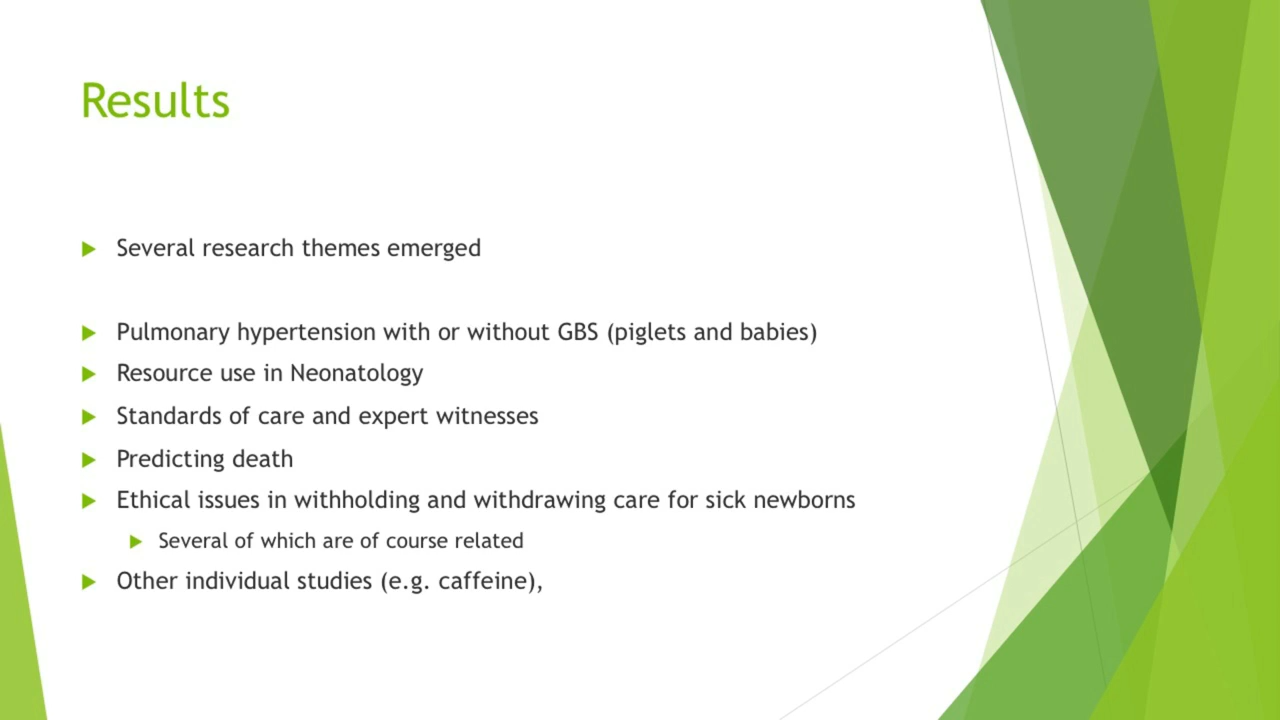 Results
Several research themes emerged
Pulmonary hypertension with or without GBS (piglets and babies)
Resource use in Neonatology
Standards of care and expert witnesses
Predicting death
Ethical issues in withholding and withdrawing care for sick newborns
Several of which are of course related
Other individual studies (e.g. caffeine),